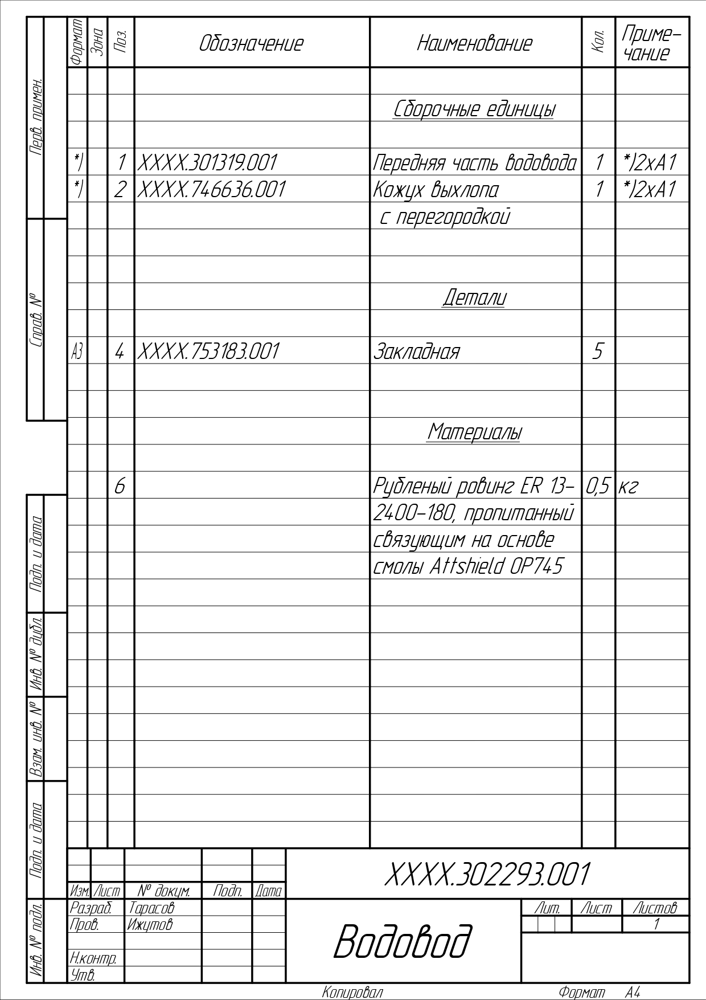 Формат Зона Поз. Обозначение Наименование Кол. Приме-
чание
Перв. примен.
Сборочные единицы
*) 1 XXXX.301319.001 Передняя часть водовода 1 *)2xA1
*) 2 XXXX.746636.001 Кожух выхлопа 1 *)2xA1
с перегородкой
Справ. №
Детали
А3 4 XXXX.753183.001 Закладная 5
Материалы
6 Рубленый ровинг ER 13- 0,5 кг
2400-180, пропитанный
связующим на основе
смолы Attshield OP745
Подп. и дата
Инв. № дубл.
Взам. инв. №
Подп. и дата
Инв. № подл.
XXXX.302293.001
Изм. Лист № докум. Подп. Дата
Разраб. Тарасов
Пров. Ижутов
Н.контр.
Утв.
Водовод
Лит. Лист Листов
1
Копировал Формат А4